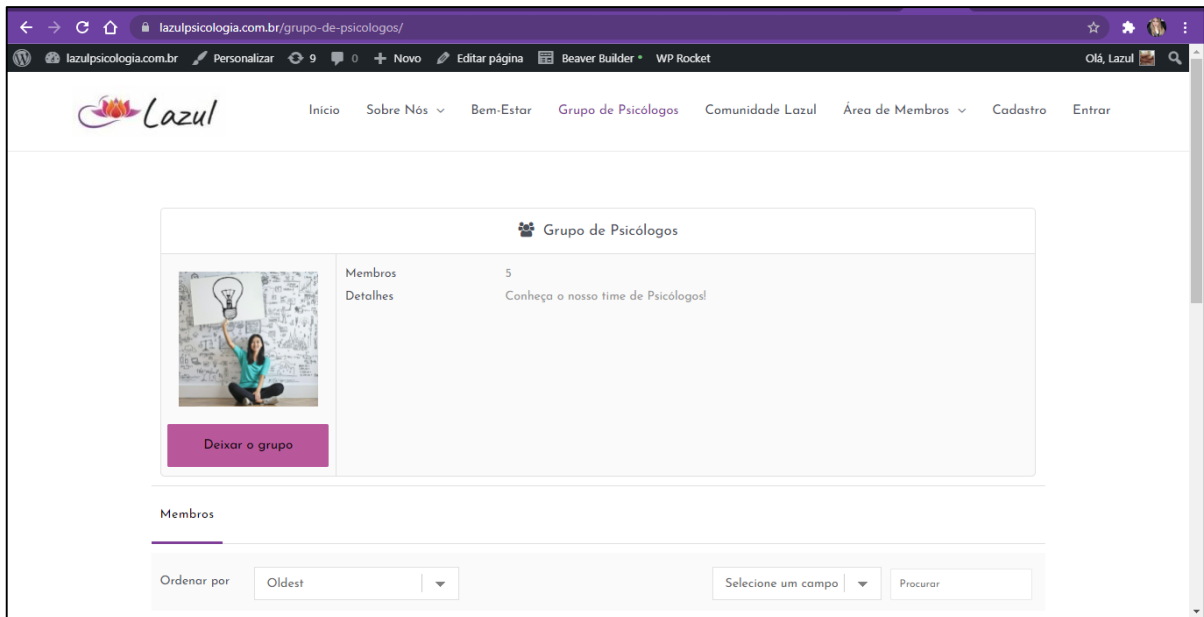 lazulpsicologia.com.br/grupo-de-psicologos/
lazulpsicologia.com.br Personalizar 9 0 Novo Editar página Beaver Builder WP Rocket Olá, Lazul
Lazul Início Sobre Nós Bem-Estar Grupo de Psicólogos Comunidade Lazul Área de Membros Cadastro Entrar
Grupo de Psicólogos
Membros 5
Detalhes Conheça o nosso time de Psicólogos!
Deixar o grupo
Membros
Ordenar por Oldest Selecione um campo Procurar